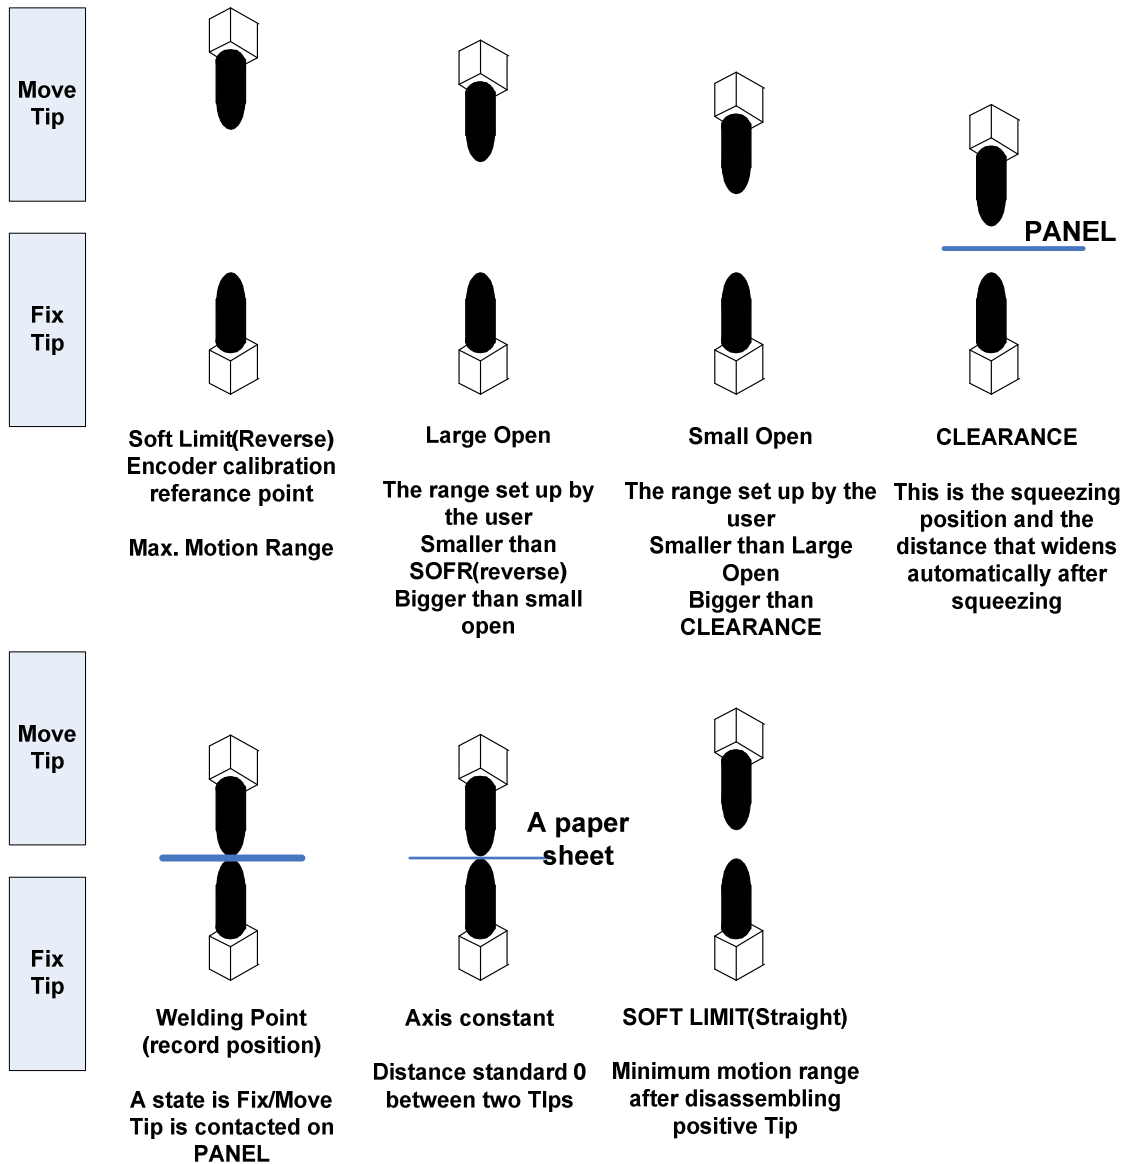 Move
Tip
PANEL
Fix
Tip
Soft Limit(Reverse)
Encoder calibration
referance point
Max. Motion Range
Large Open
The range set up by
the user
Smaller than
SOFR(reverse)
Bigger than small
open
Small Open
The range set up by the
user
Smaller than Large
Open
Bigger than
CLEARANCE
CLEARANCE
This is the squeezing
position and the
distance that widens
automatically after
squeezing
Move
Tip
A paper
sheet
Fix
Tip
Welding Point
(record position)
A state is Fix/Move
Tip is contacted on
PANEL
Axis constant
Distance standard 0
between two TIps
SOFT LIMIT(Straight)
Minimum motion range
after disassembling
positive Tip